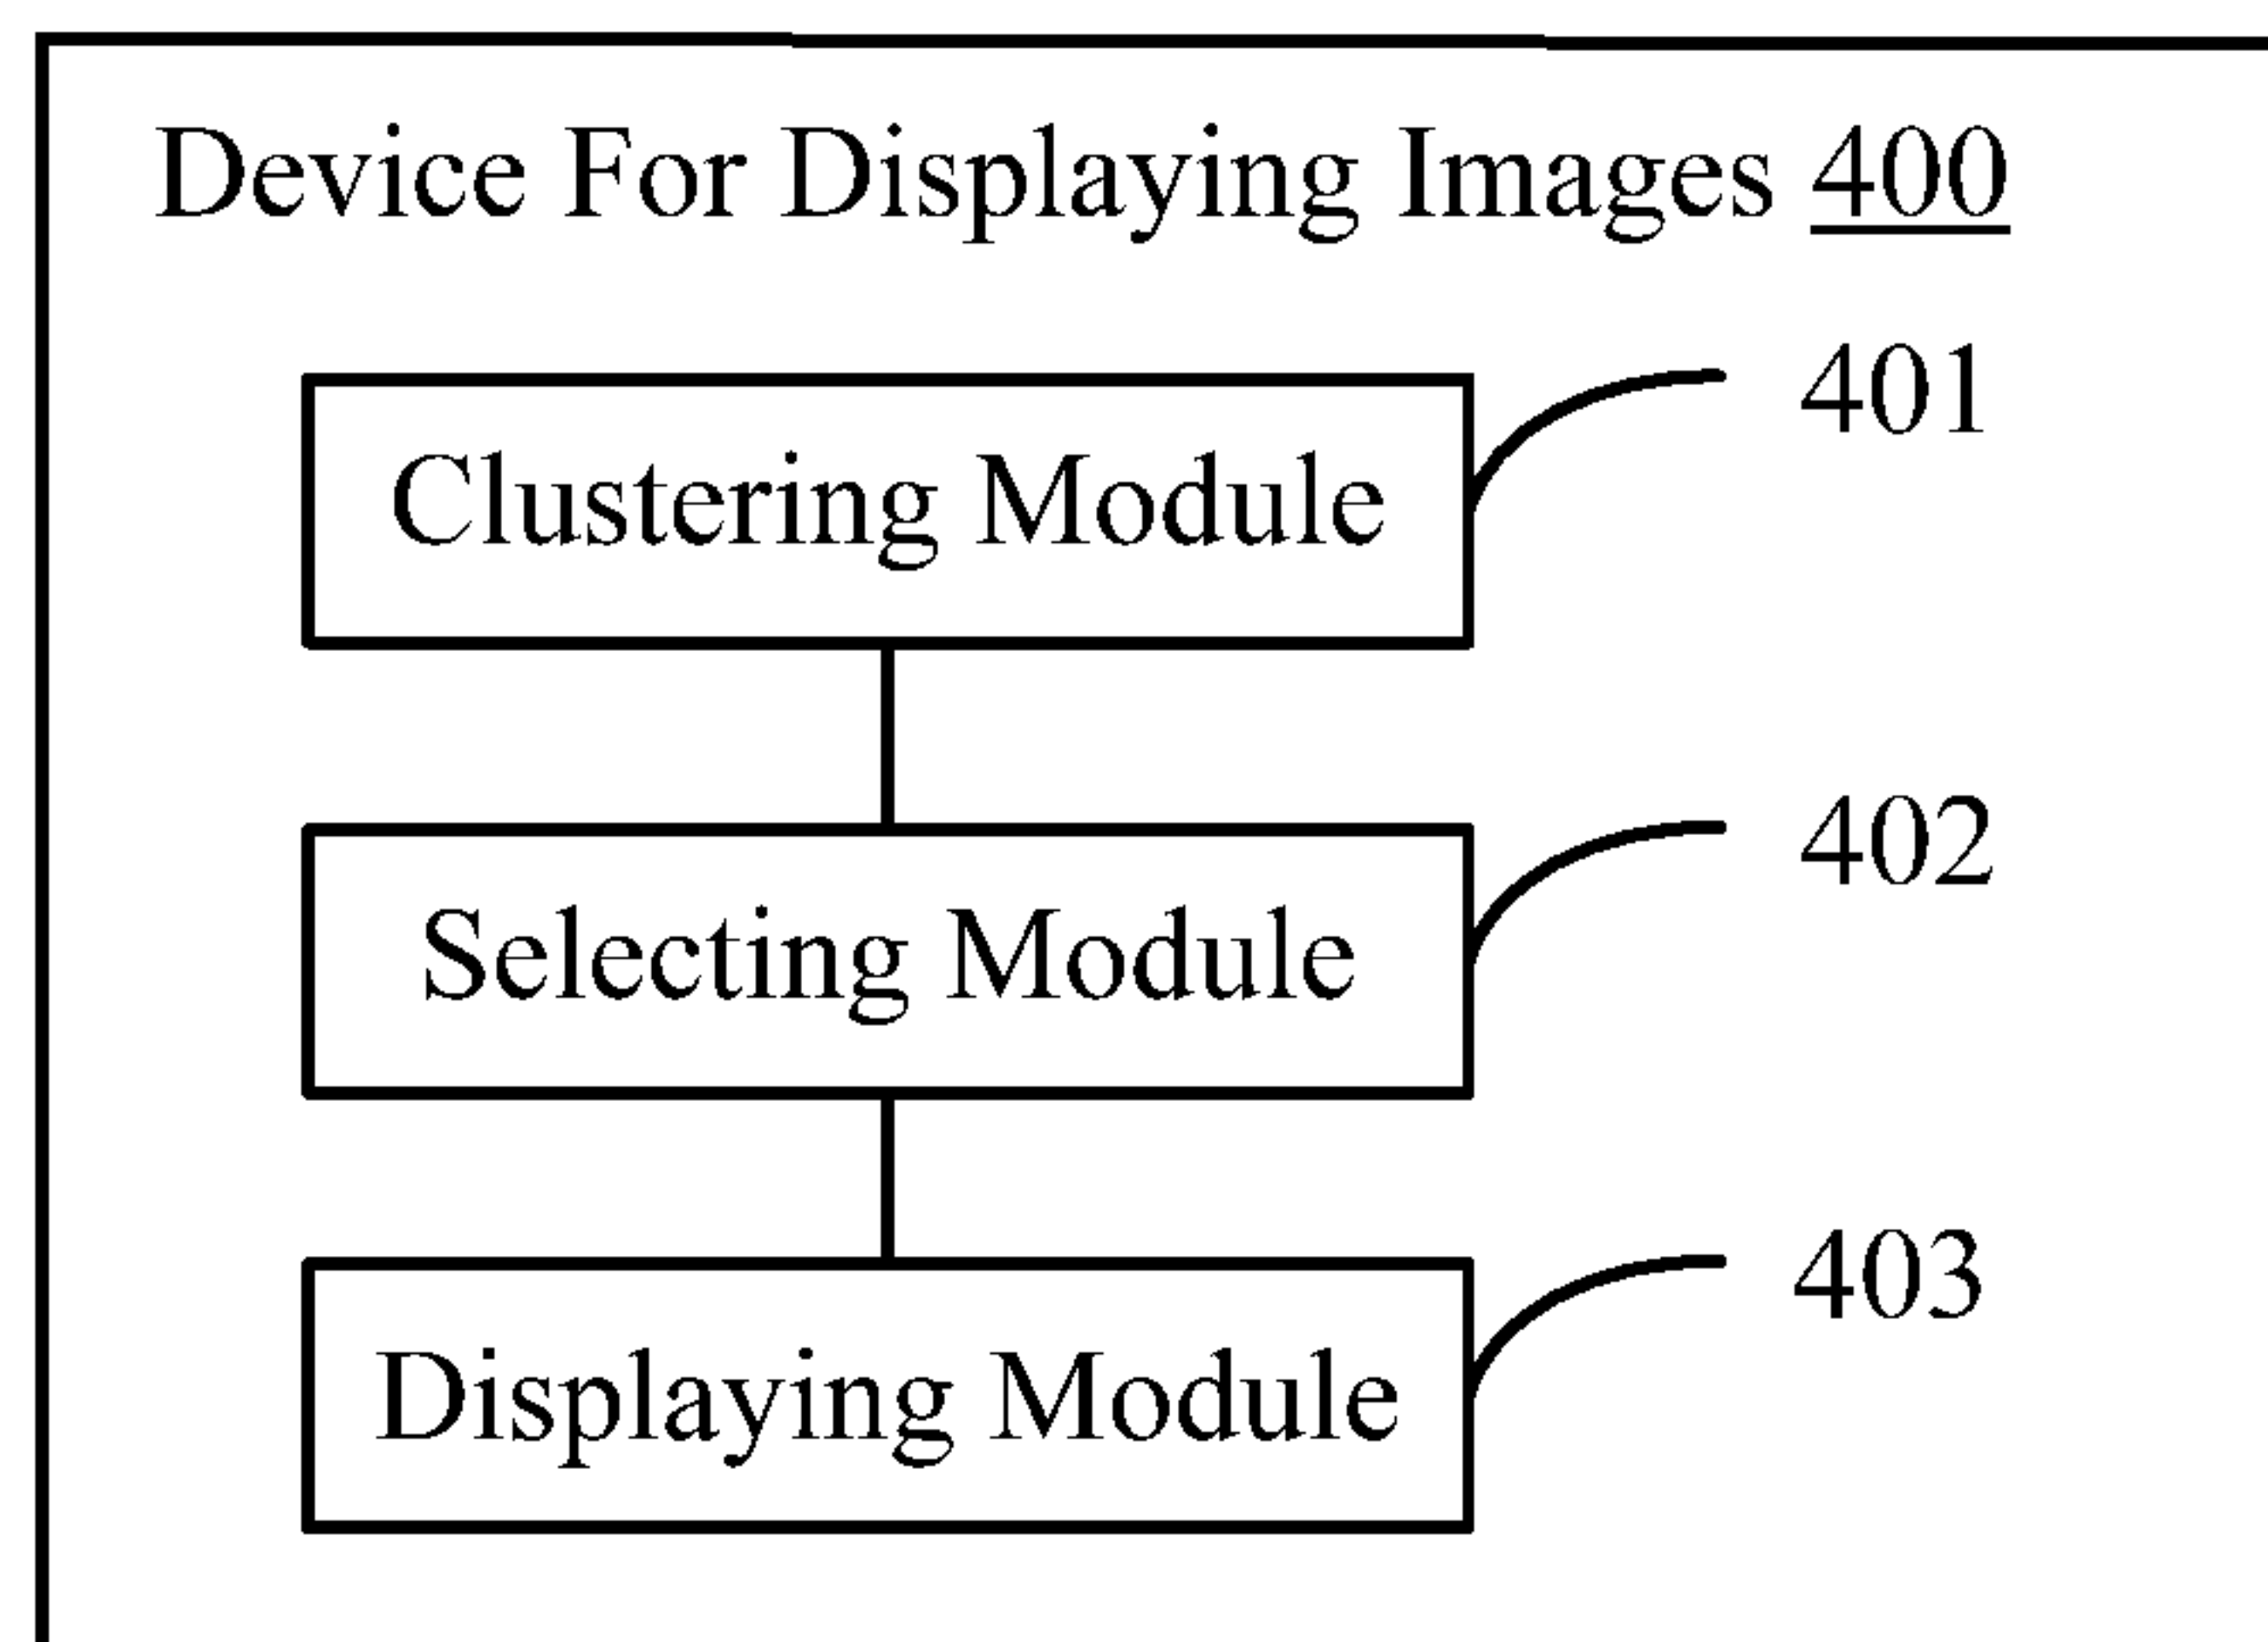 Device For Displaying Images 400
401
Clustering Module
402
Selecting Module
403
Displaying Module